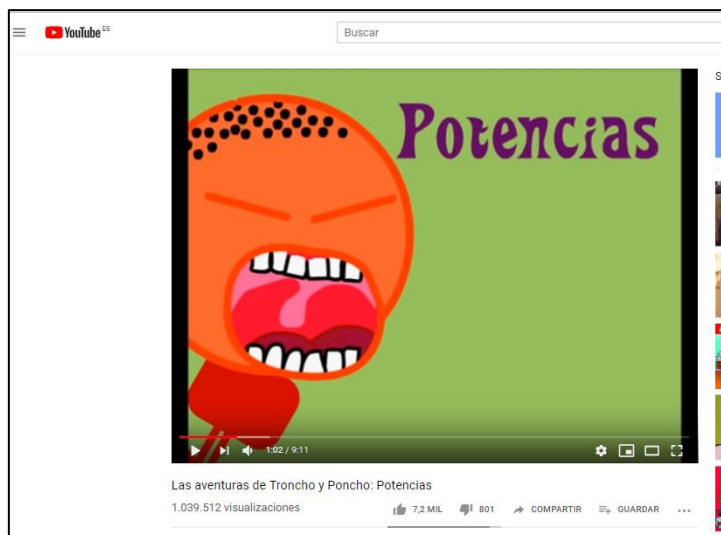 YouTube ES
Buscar
S
Potencias
1:02 / 9:11
Las aventuras de Troncho y Poncho: Potencias
1.039.512 visualizaciones
7,2 MIL 801 COMPARTIR GUARDAR